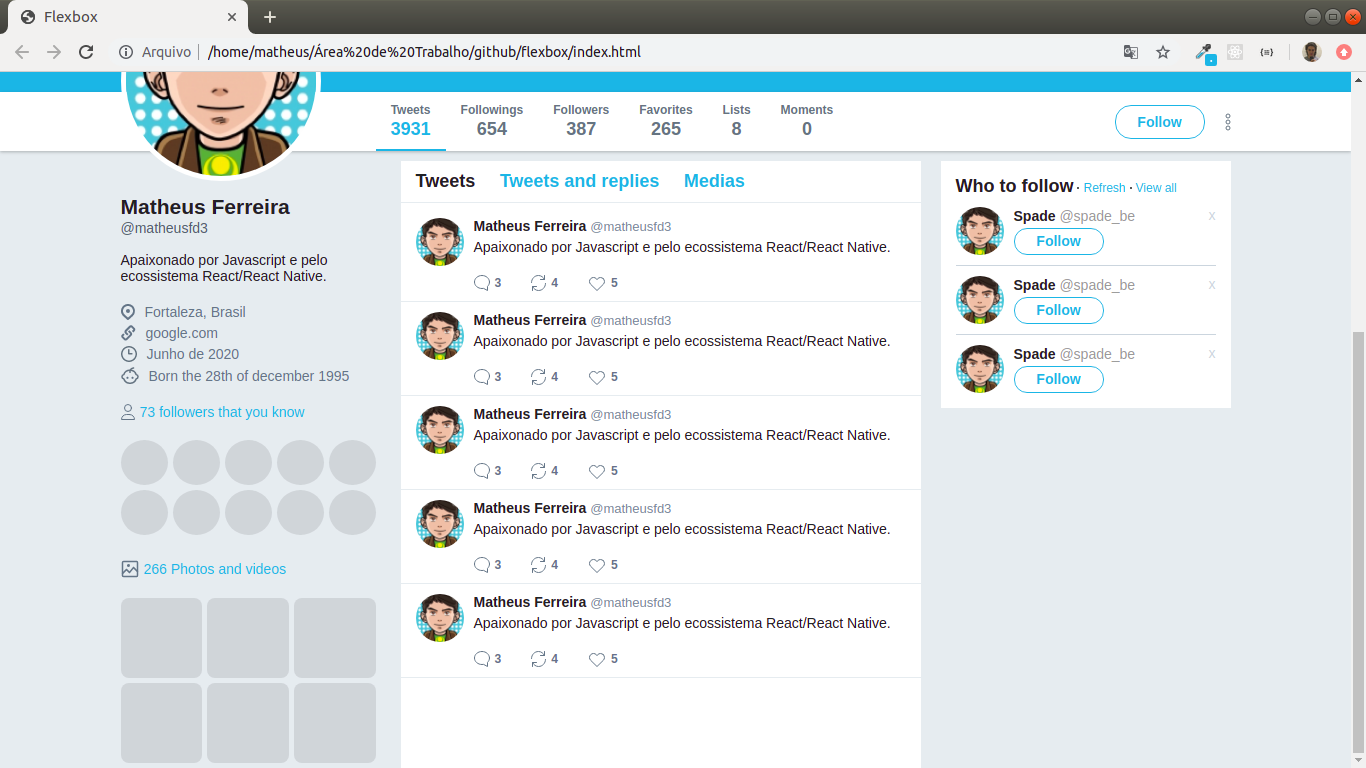 Flexbox
Arquivo | /home/matheus/Área%20de%20Trabalho/github/flexbox/index.html
Tweets Followings Followers Favorites Lists Moments
3931 654 387 265 8 0
Follow
Matheus Ferreira
@matheusfd3
Apaixonado por Javascript e pelo
ecossistema React/React Native.
Fortaleza, Brasil
google.com
Junho de 2020
Born the 28th of december 1995
73 followers that you know
266 Photos and videos
Tweets Tweets and replies Medias
Matheus Ferreira @matheusfd3
Apaixonado por Javascript e pelo ecossistema React/React Native.
3 4 5
Matheus Ferreira @matheusfd3
Apaixonado por Javascript e pelo ecossistema React/React Native.
3 4 5
Matheus Ferreira @matheusfd3
Apaixonado por Javascript e pelo ecossistema React/React Native.
3 4 5
Matheus Ferreira @matheusfd3
Apaixonado por Javascript e pelo ecossistema React/React Native.
3 4 5
Matheus Ferreira @matheusfd3
Apaixonado por Javascript e pelo ecossistema React/React Native.
3 4 5
Who to follow · Refresh · View all
Spade @spade_be x
Follow
Spade @spade_be x
Follow
Spade @spade_be x
Follow